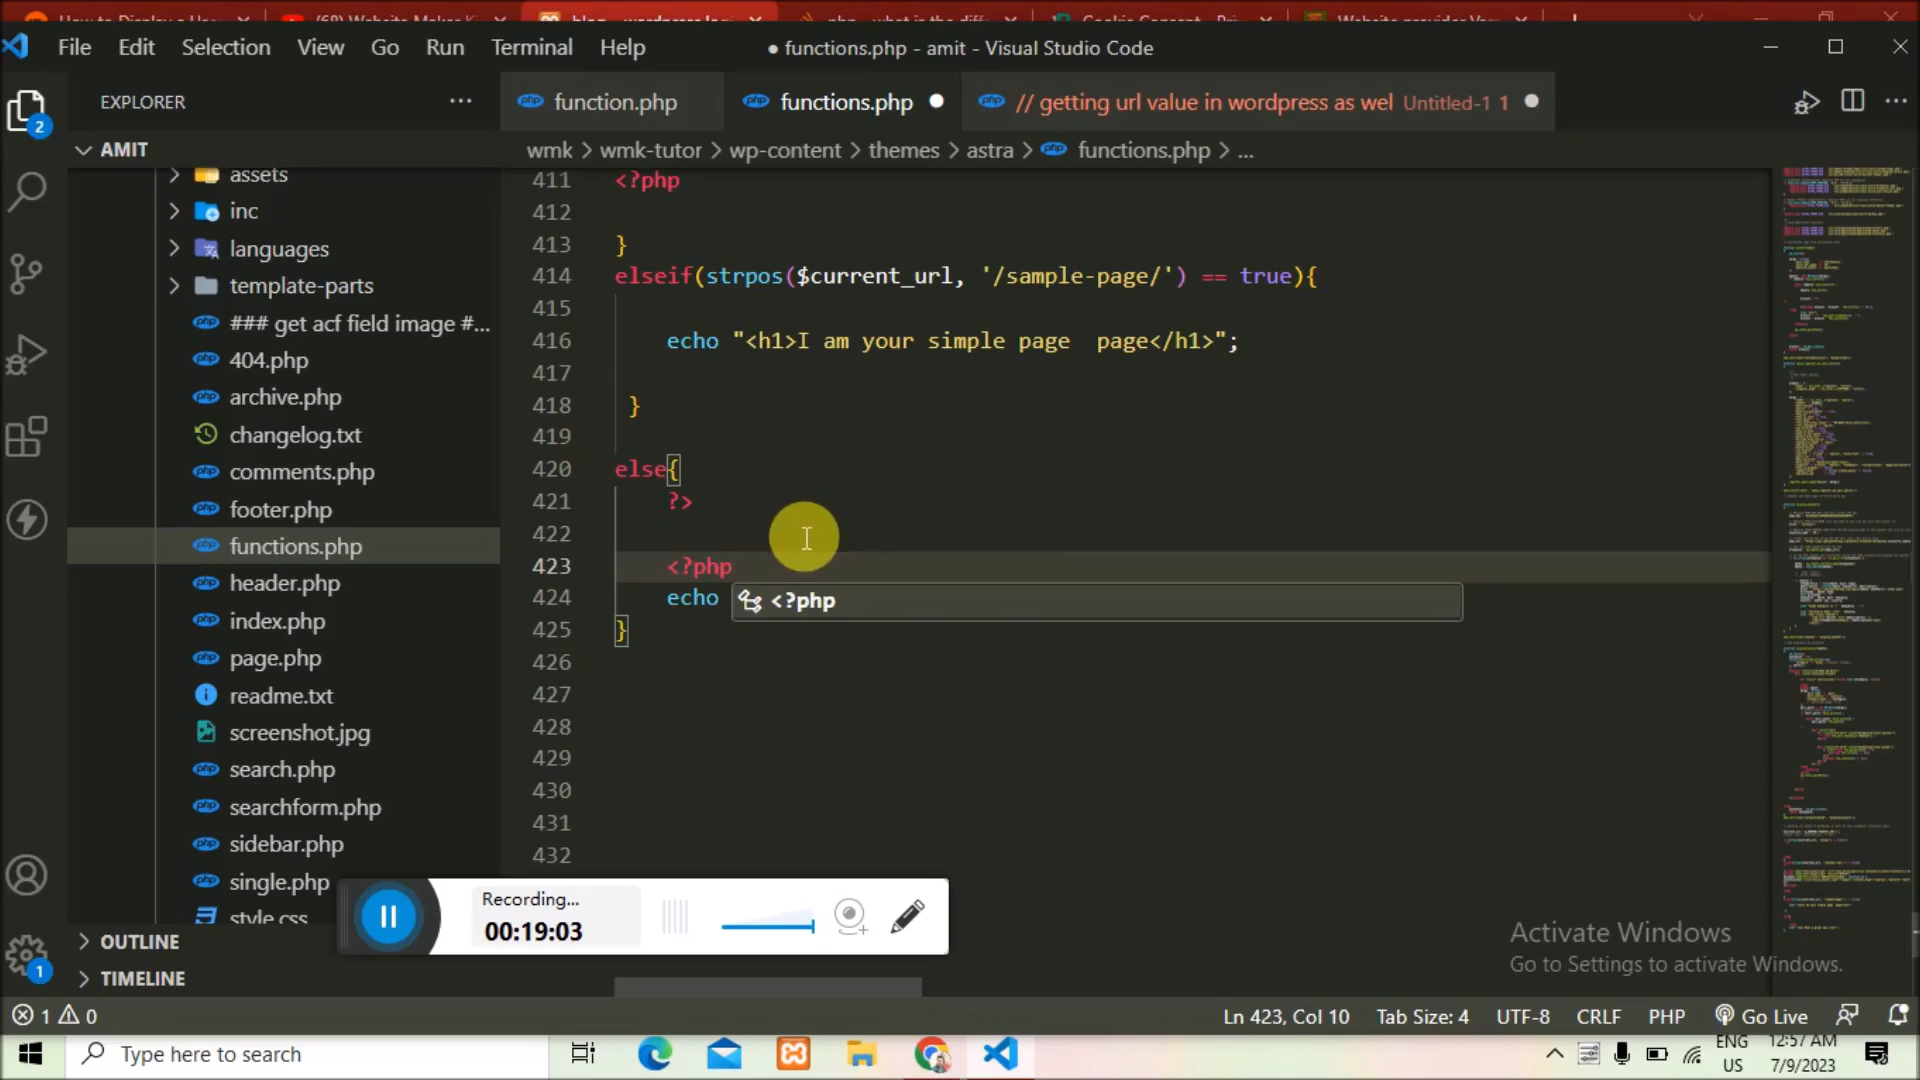 File Edit Selection View Go Run Terminal Help
● functions.php - amit - Visual Studio Code
EXPLORER
function.php
functions.php
// getting url value in wordpress as wel Untitled-1 1
AMIT
wmk > wmk-tutor > wp-content > themes > astra > functions.php > ...
assets
inc
languages
template-parts
### get acf field image #...
404.php
archive.php
changelog.txt
comments.php
footer.php
functions.php
header.php
index.php
page.php
readme.txt
screenshot.jpg
search.php
searchform.php
sidebar.php
single.php
style.css
OUTLINE
TIMELINE
2
1
411 <?php
412
413 }
414 elseif(strpos($current_url, '/sample-page/') == true){
415
416 echo "<h1>I am your simple page  page</h1>";
417
418 }
419
420 else{
421 ?>
422
423 <?php
424 echo
<?php
425 }
426
427
428
429
430
431
432
Recording...
00:19:03
Activate Windows
Go to Settings to activate Windows.
1 0
Ln 423, Col 10 Tab Size: 4 UTF-8 CRLF PHP Go Live
Type here to search
ENG
US
12:57 AM
7/9/2023